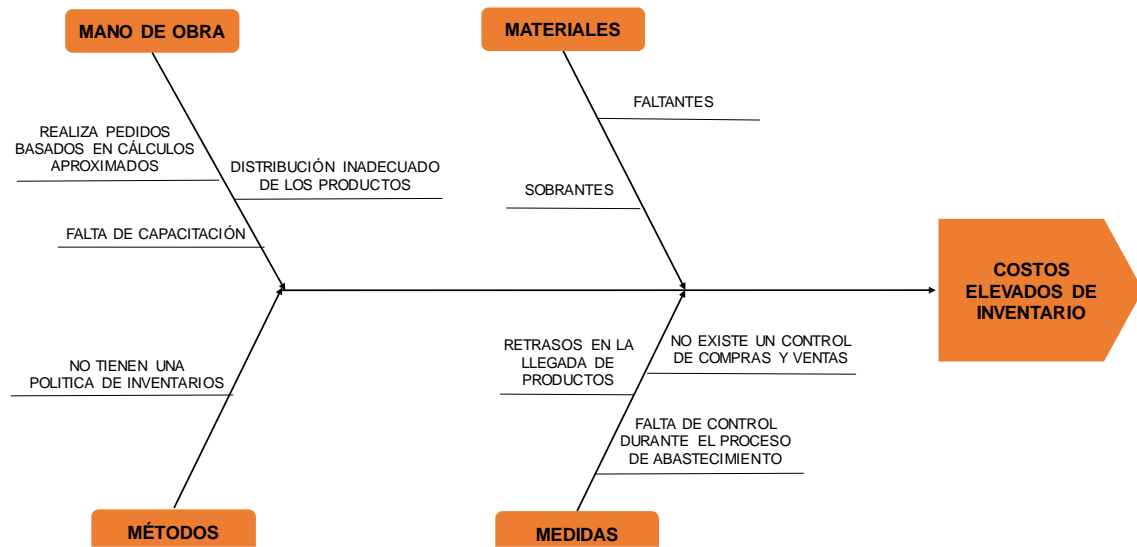 MANO DE OBRA
MATERIALES
FALTANTES
REALIZA PEDIDOS
BASADOS EN CÁLCULOS
APROXIMADOS
DISTRIBUCIÓN INADECUADO
DE LOS PRODUCTOS
SOBRANTES
FALTA DE CAPACITACIÓN
COSTOS
ELEVADOS DE
INVENTARIO
NO TIENEN UNA
POLITICA DE INVENTARIOS
RETRASOS EN LA
LLEGADA DE
PRODUCTOS
NO EXISTE UN CONTROL
DE COMPRAS Y VENTAS
FALTA DE CONTROL
DURANTE EL PROCESO
DE ABASTECIMIENTO
MÉTODOS
MEDIDAS